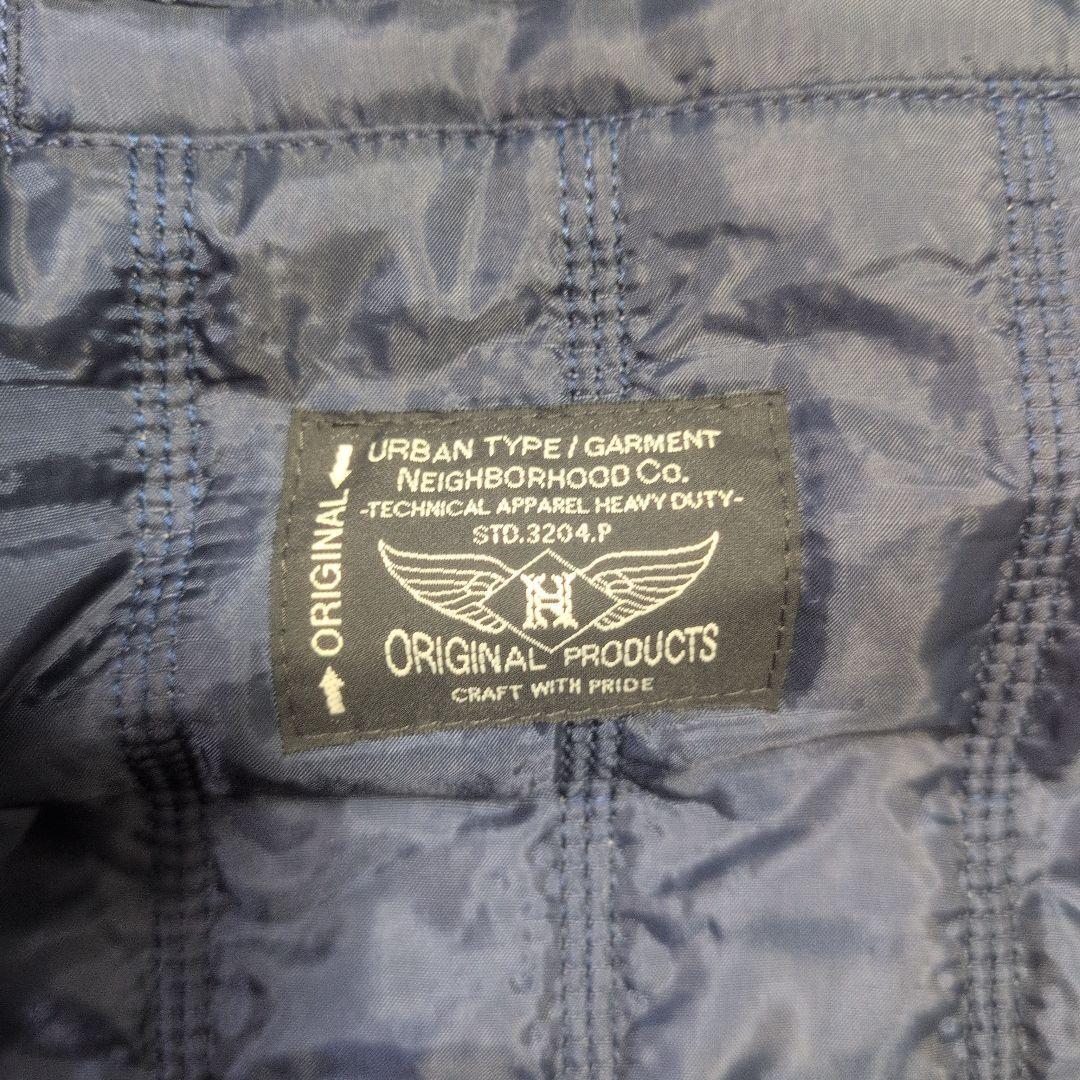 ORIGINAL
URBAN TYPE / GARMENT
NEIGHBORHOOD CO.
-TECHNICAL APPAREL HEAVY DUTY-
STD.3204.P
H
ORIGINAL PRODUCTS
CRAFT WITH PRIDE